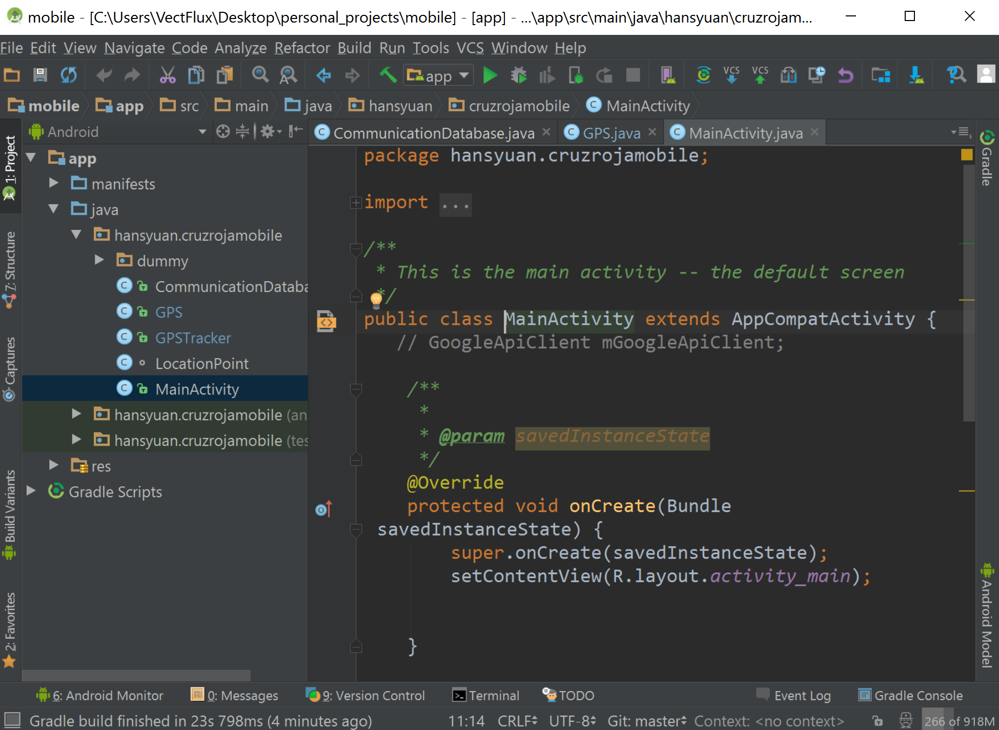 mobile - [C:\Users\VectFlux\Desktop\personal_projects\mobile] - [app] - ...\app\src\main\java\hansyuan\cruzrojam...
File Edit View Navigate Code Analyze Refactor Build Run Tools VCS Window Help
app VCS VCS
mobile app src main java hansyuan cruzrojamobile MainActivity
Android
CommunicationDatabase.java GPS.java MainActivity.java
1: Project
7: Structure
Captures
Build Variants
2: Favorites
app
manifests
java
hansyuan.cruzrojamobile
dummy
CommunicationDataba
GPS
GPSTracker
LocationPoint
MainActivity
hansyuan.cruzrojamobile (an
hansyuan.cruzrojamobile (tes
res
Gradle Scripts
package hansyuan.cruzrojamobile;
import ...
/**
* This is the main activity -- the default screen
*/
public class MainActivity extends AppCompatActivity {
// GoogleApiClient mGoogleApiClient;
/**
*
* @param savedInstanceState
*/
@Override
protected void onCreate(Bundle
savedInstanceState) {
super.onCreate(savedInstanceState);
setContentView(R.layout.activity_main);
}
Gradle
Android Model
6: Android Monitor 0: Messages 9: Version Control Terminal TODO Event Log Gradle Console
Gradle build finished in 23s 798ms (4 minutes ago) 11:14 CRLF UTF-8 Git: master Context: <no context> 266 of 918M